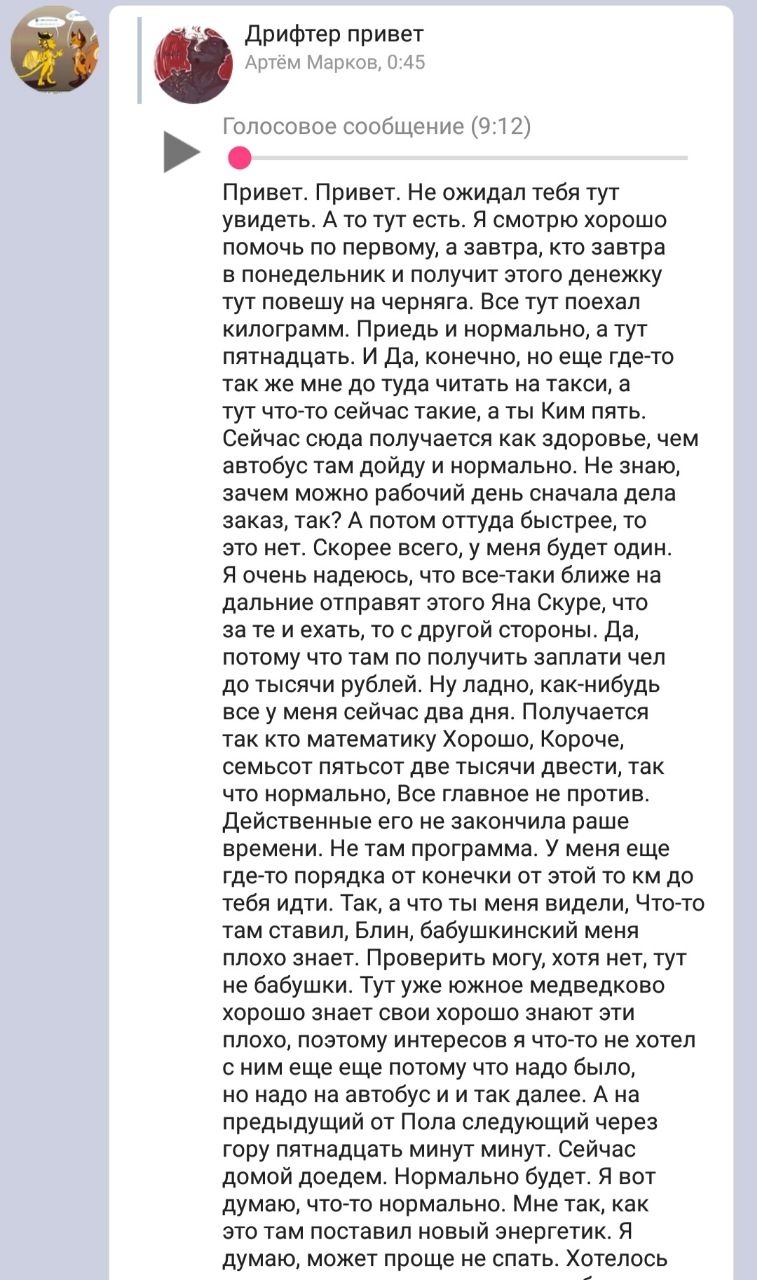 Дрифтер привет
Артём Марков, 0:45
Голосовое сообщение (9:12)
Привет. Привет. Не ожидал тебя тут
увидеть. А то тут есть. Я смотрю хорошо
помочь по первому, а завтра, кто завтра
в понедельник и получит этого денежку
тут повешу на черняга. Все тут поехал
килограмм. Приедь и нормально, а тут
пятнадцать. И Да, конечно, но еще где-то
так же мне до туда читать на такси, а
тут что-то сейчас такие, а ты Ким пять.
Сейчас сюда получается как здоровье, чем
автобус там дойду и нормально. Не знаю,
зачем можно рабочий день сначала дела
заказ, так? А потом оттуда быстрее, то
это нет. Скорее всего, у меня будет один.
Я очень надеюсь, что все-таки ближе на
дальние отправят этого Яна Скуре, что
за те и ехать, то с другой стороны. Да,
потому что там по получить заплати чел
до тысячи рублей. Ну ладно, как-нибудь
все у меня сейчас два дня. Получается
так кто математику Хорошо, Короче,
семьсот пятьсот две тысячи двести, так
что нормально, Все главное не против.
Действенные его не закончила раше
времени. Не там программа. У меня еще
где-то порядка от конечки от этой то км до
тебя идти. Так, а что ты меня видели, Что-то
там ставил, Блин, бабушкинский меня
плохо знает. Проверить могу, хотя нет, тут
не бабушки. Тут уже южное медведково
хорошо знает свои хорошо знают эти
плохо, поэтому интересов я что-то не хотел
с ним еще еще потому что надо было,
но надо на автобус и и так далее. А на
предыдущий от Пола следующий через
гору пятнадцать минут минут. Сейчас
домой доедем. Нормально будет. Я вот
думаю, что-то нормально. Мне так, как
это там поставил новый энергетик. Я
думаю, может проще не спать. Хотелось